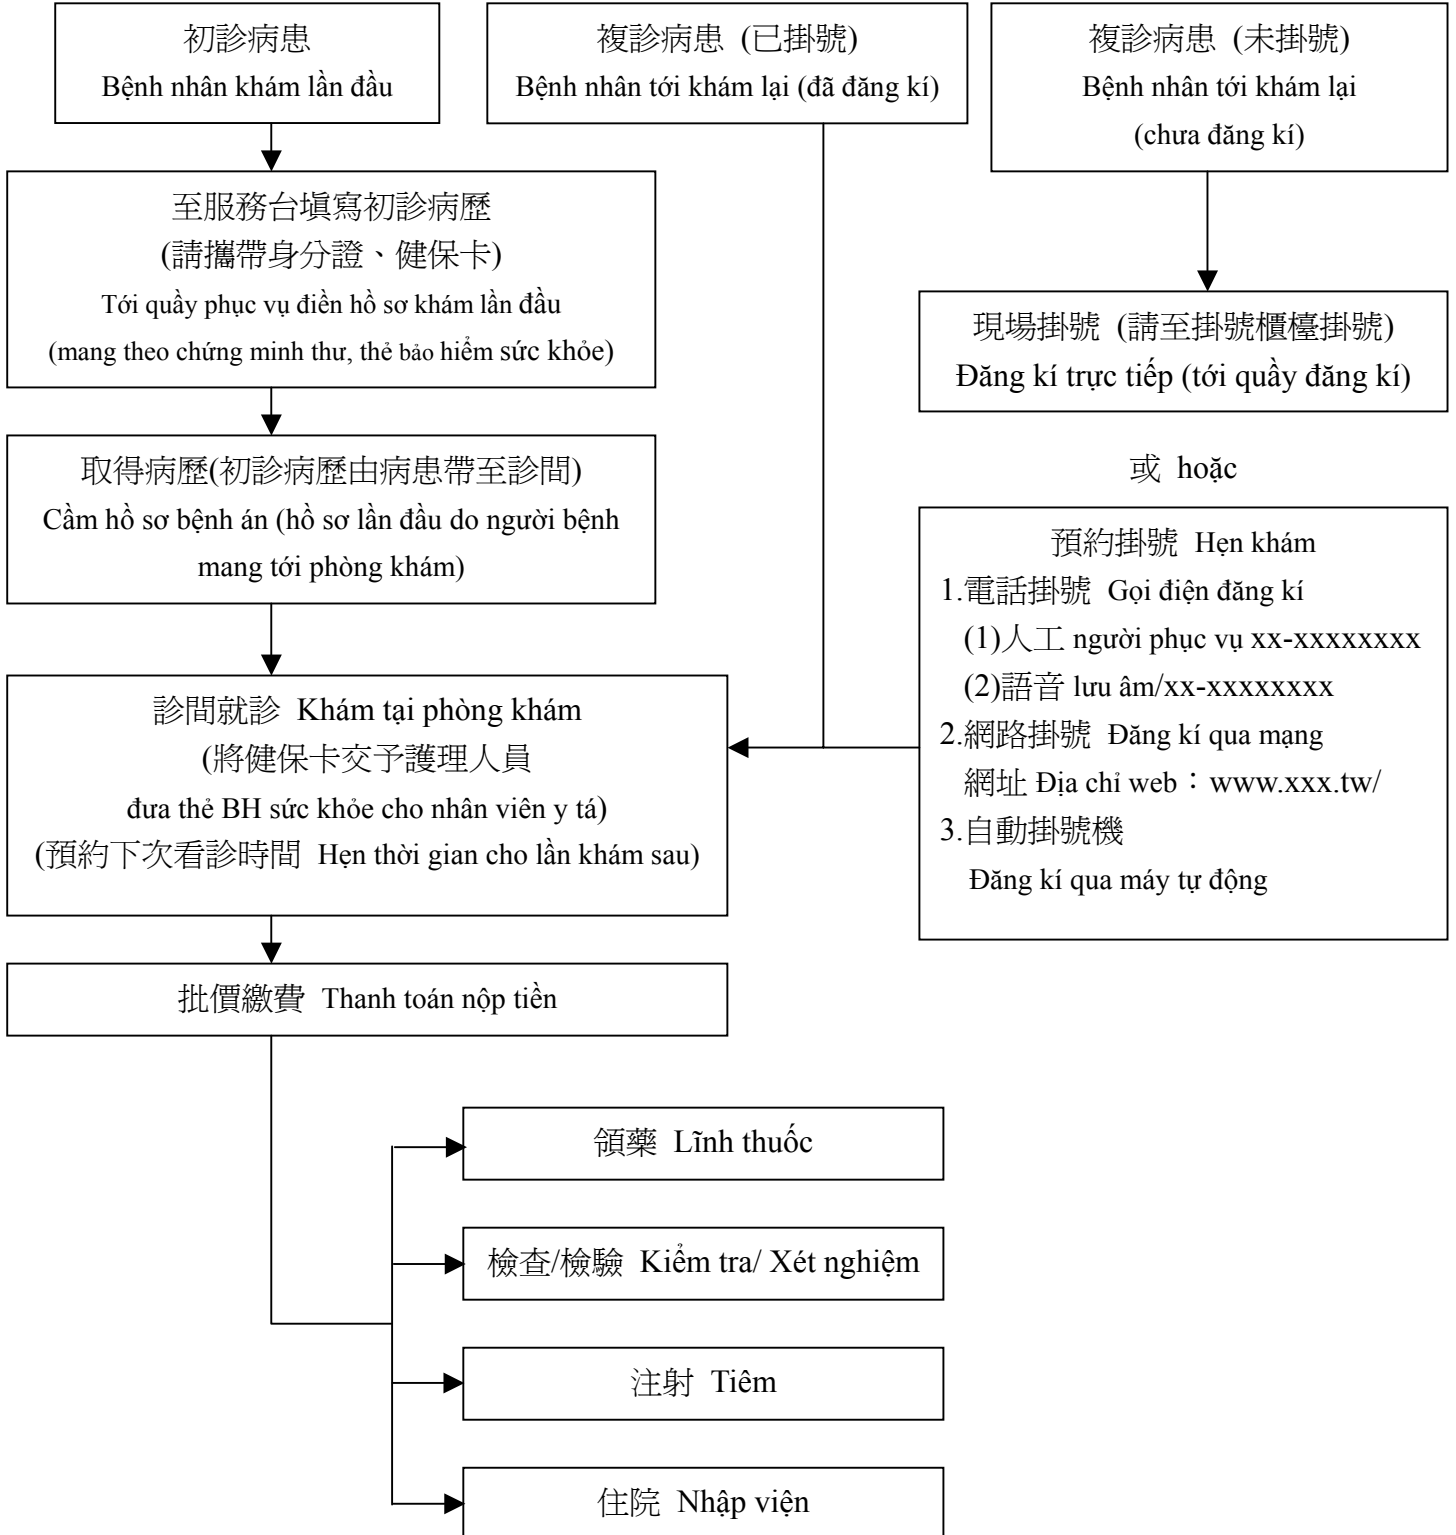 初診病患
Bệnh nhân khám lần đầu
複診病患 (已掛號)
Bệnh nhân tới khám lại (đã đăng kí)
複診病患 (未掛號)
Bệnh nhân tới khám lại
(chưa đăng kí)
至服務台填寫初診病歷
(請攜帶身分證、健保卡)
Tới quầy phục vụ điền hồ sơ khám lần đầu
(mang theo chứng minh thư, thẻ bảo hiểm sức khỏe)
現場掛號 (請至掛號櫃檯掛號)
Đăng kí trực tiếp (tới quầy đăng kí)
取得病歷(初診病歷由病患帶至診間)
Cầm hồ sơ bệnh án (hồ sơ lần đầu do người bệnh
mang tới phòng khám)
或 hoặc
預約掛號 Hẹn khám
1.電話掛號 Gọi điện đăng kí
(1)人工 người phục vụ xx-xxxxxxxx
(2)語音 lưu âm/xx-xxxxxxxx
2.網路掛號 Đăng kí qua mạng
網址 Địa chỉ web：www.xxx.tw/
3.自動掛號機
Đăng kí qua máy tự động
診間就診 Khám tại phòng khám
(將健保卡交予護理人員
đưa thẻ BH sức khỏe cho nhân viên y tá)
(預約下次看診時間 Hẹn thời gian cho lần khám sau)
批價繳費 Thanh toán nộp tiền
領藥 Lĩnh thuốc
檢查/檢驗 Kiểm tra/ Xét nghiệm
注射 Tiêm
住院 Nhập viện